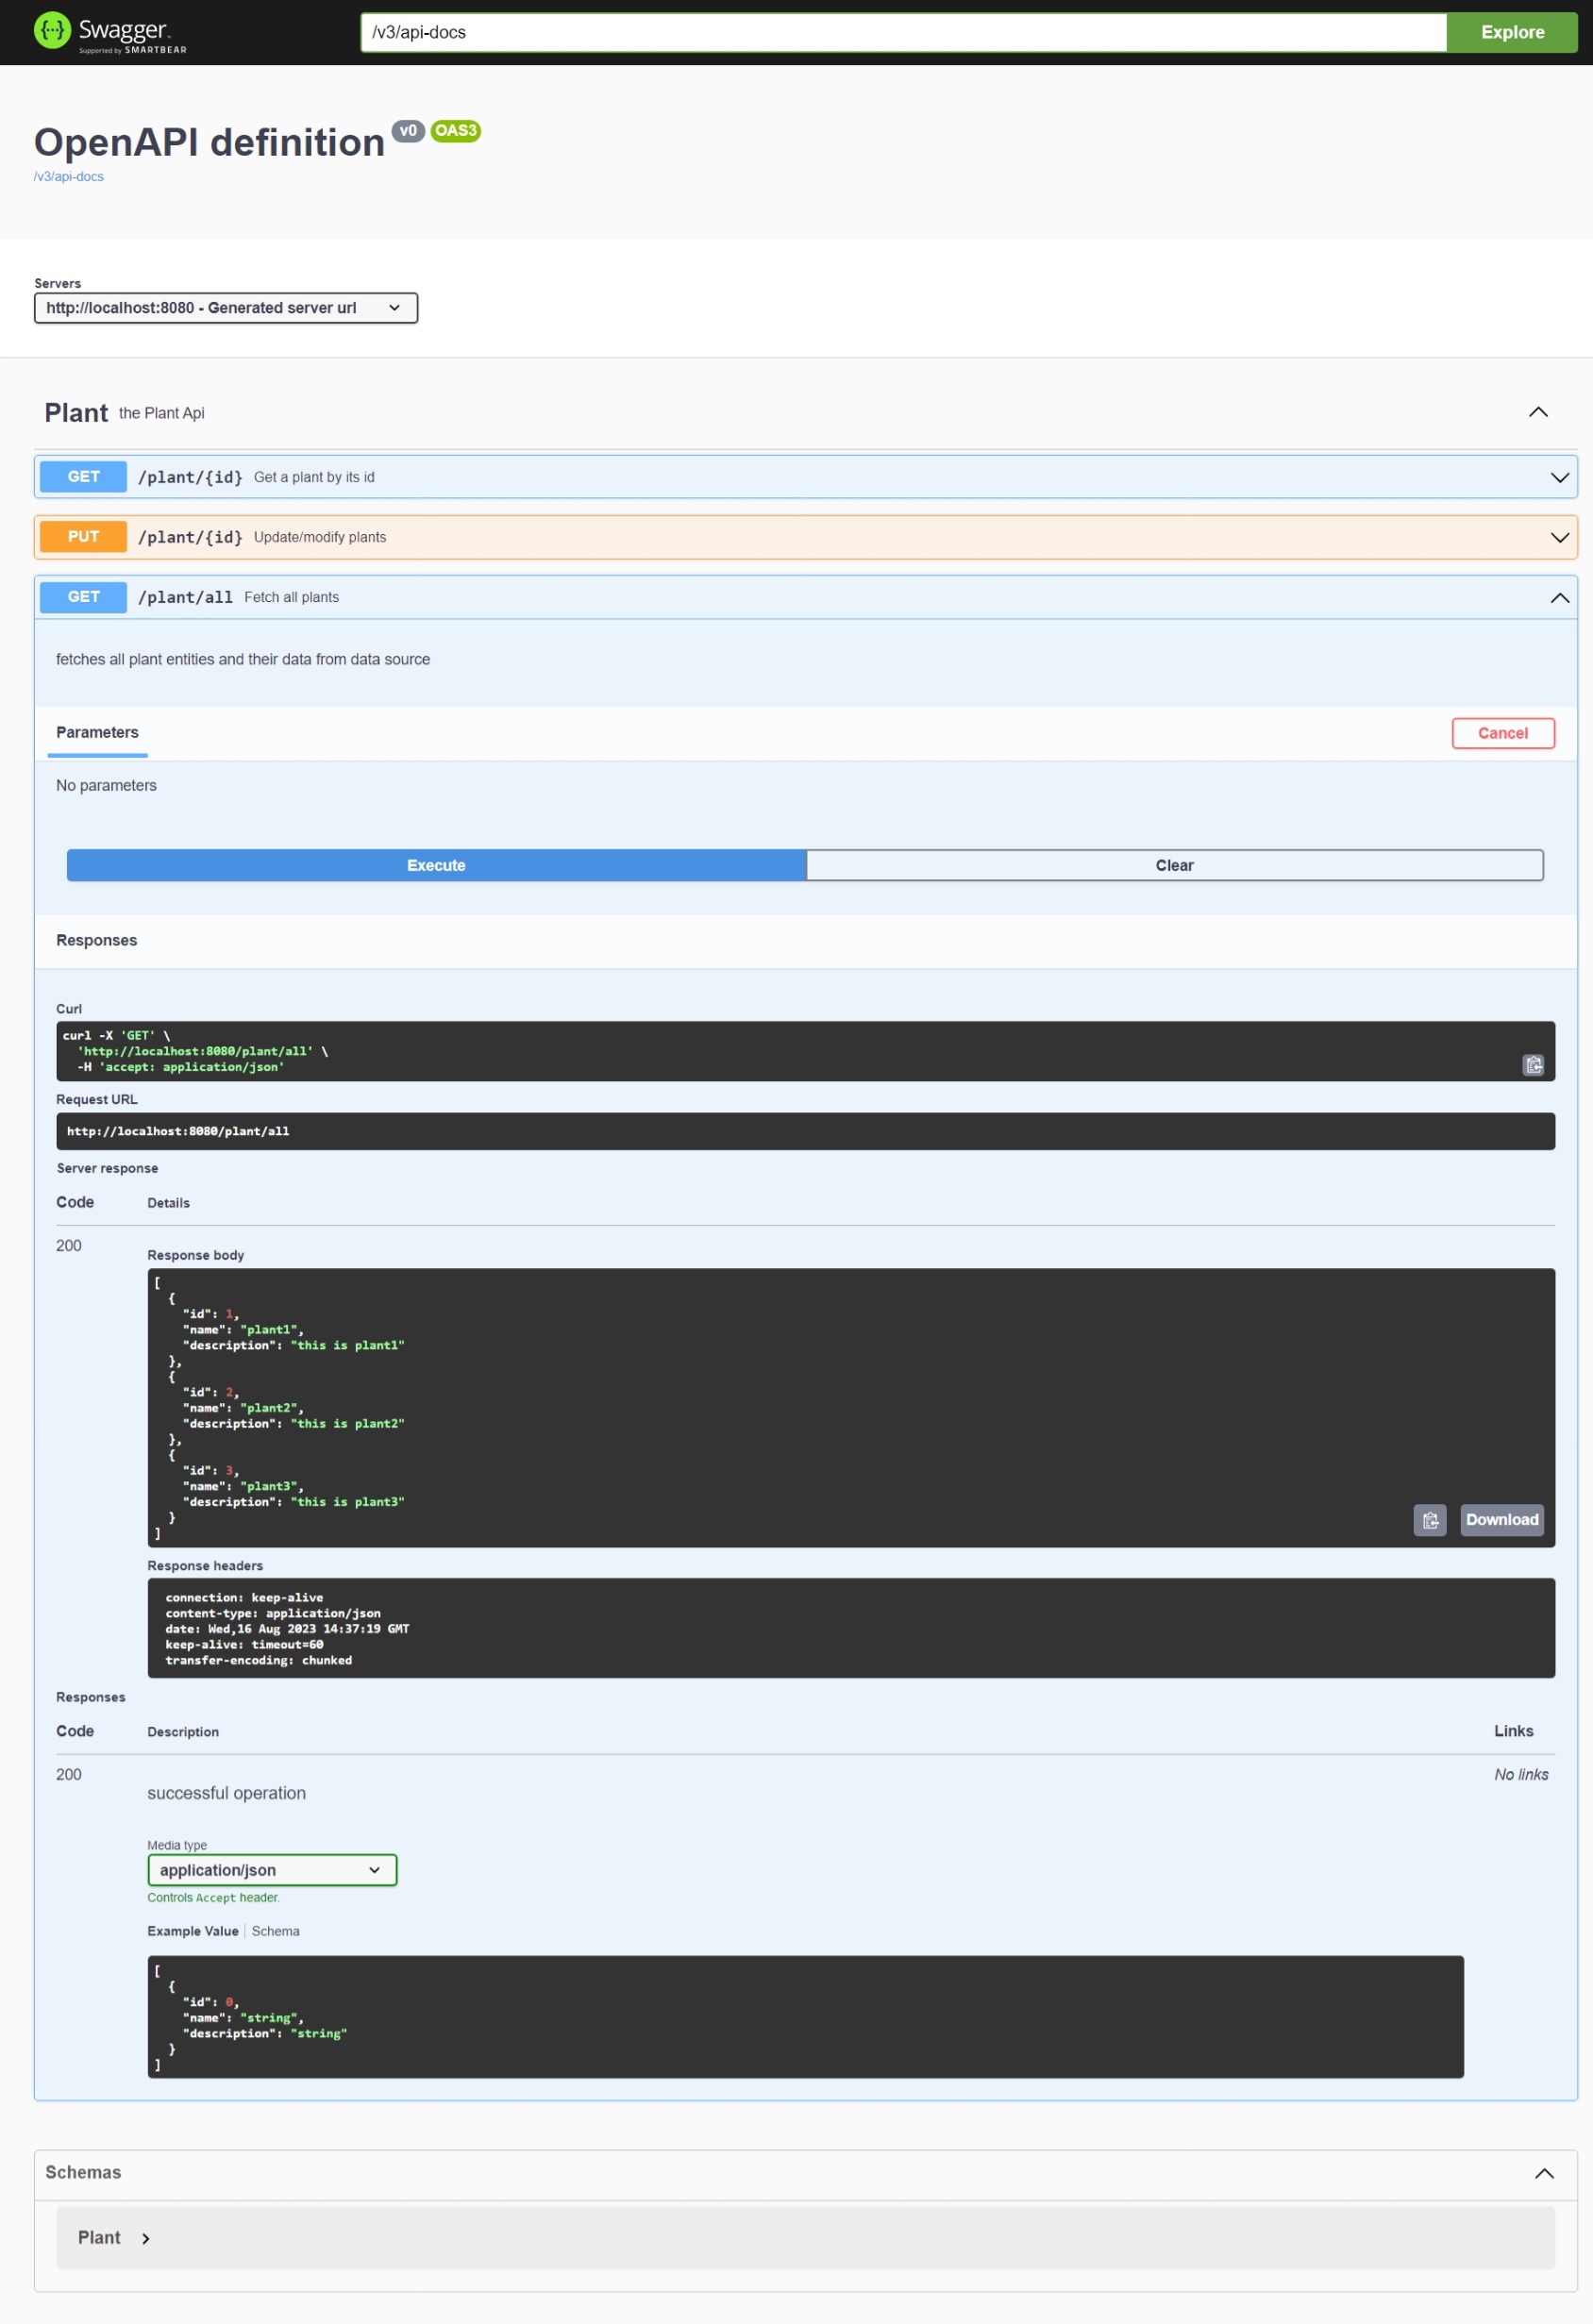 Swagger.
Supported by SMARTBEAR
/v3/api-docs
Explore
OpenAPI definition v0 OAS3
/v3/api-docs
Servers
http://localhost:8080 - Generated server url
Plant the Plant Api
GET /plant/{id} Get a plant by its id
PUT /plant/{id} Update/modify plants
GET /plant/all Fetch all plants
fetches all plant entities and their data from data source
Parameters
Cancel
No parameters
Execute
Clear
Responses
Curl
curl -X 'GET' \
  'http://localhost:8080/plant/all' \
  -H 'accept: application/json'
Request URL
http://localhost:8080/plant/all
Server response
Code Details
200
Response body
[
  {
    "id": 1,
    "name": "plant1",
    "description": "this is plant1"
  },
  {
    "id": 2,
    "name": "plant2",
    "description": "this is plant2"
  },
  {
    "id": 3,
    "name": "plant3",
    "description": "this is plant3"
  }
]
Download
Response headers
connection: keep-alive
content-type: application/json
date: Wed,16 Aug 2023 14:37:19 GMT
keep-alive: timeout=60
transfer-encoding: chunked
Responses
Code Description Links
200
No links
successful operation
Media type
application/json
Controls Accept header.
Example Value Schema
[
  {
    "id": 0,
    "name": "string",
    "description": "string"
  }
]
Schemas
Plant